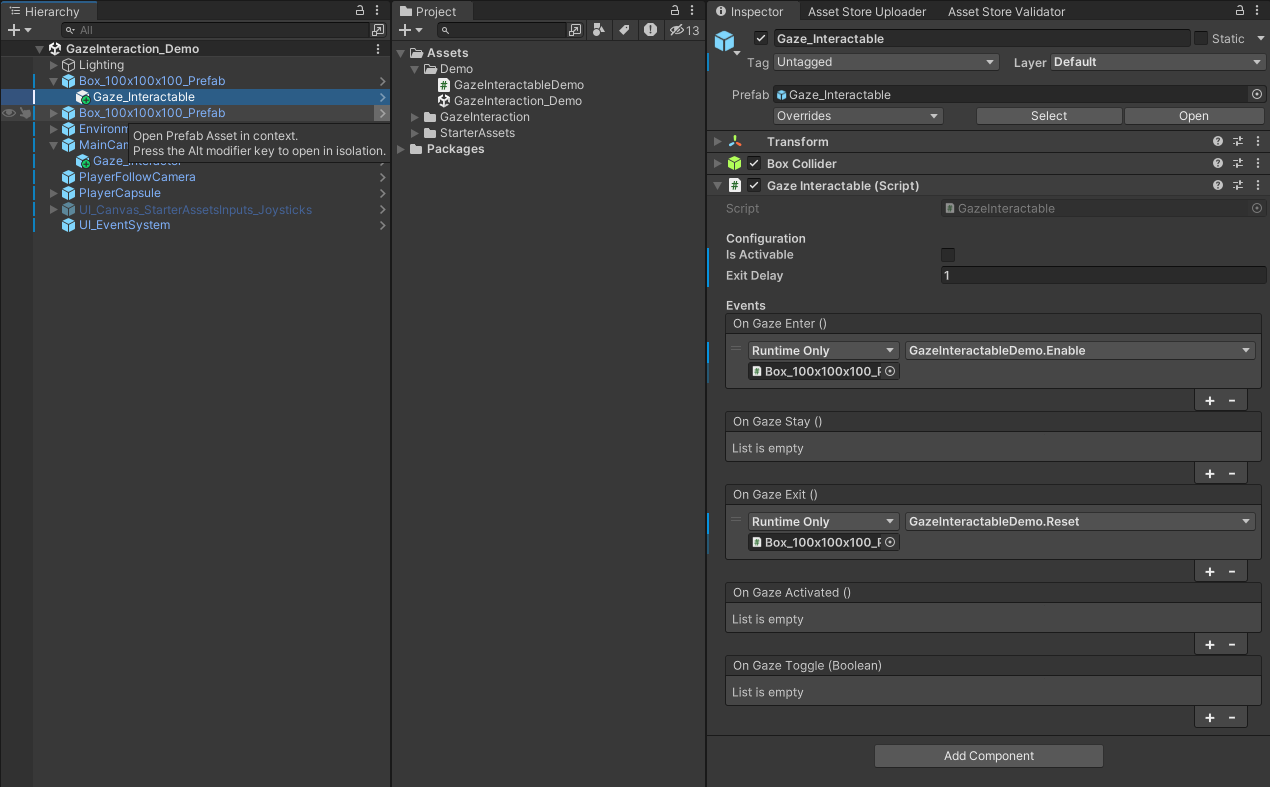 Hierarchy
All
GazeInteraction_Demo
Lighting
Box_100x100x100_Prefab
Gaze_Interactable
Box_100x100x100_Prefab
Environm
Open Prefab Asset in context.
MainCam
Press the Alt modifier key to open in isolation.
Gaze_Interactor
PlayerFollowCamera
PlayerCapsule
UI_Canvas_StarterAssetsInputs_Joysticks
UI_EventSystem
Project
13
Assets
Demo
GazeInteractableDemo
GazeInteraction_Demo
GazeInteraction
StarterAssets
Packages
Inspector
Asset Store Uploader
Asset Store Validator
Gaze_Interactable
Static
Tag Untagged
Layer Default
Prefab Gaze_Interactable
Overrides
Select
Open
Transform
Box Collider
Gaze Interactable (Script)
Script GazeInteractable
Configuration
Is Activable
Exit Delay 1
Events
On Gaze Enter ()
Runtime Only GazeInteractableDemo.Enable
Box_100x100x100_P
+ -
On Gaze Stay ()
List is empty
+ -
On Gaze Exit ()
Runtime Only GazeInteractableDemo.Reset
Box_100x100x100_P
+ -
On Gaze Activated ()
List is empty
+ -
On Gaze Toggle (Boolean)
List is empty
+ -
Add Component